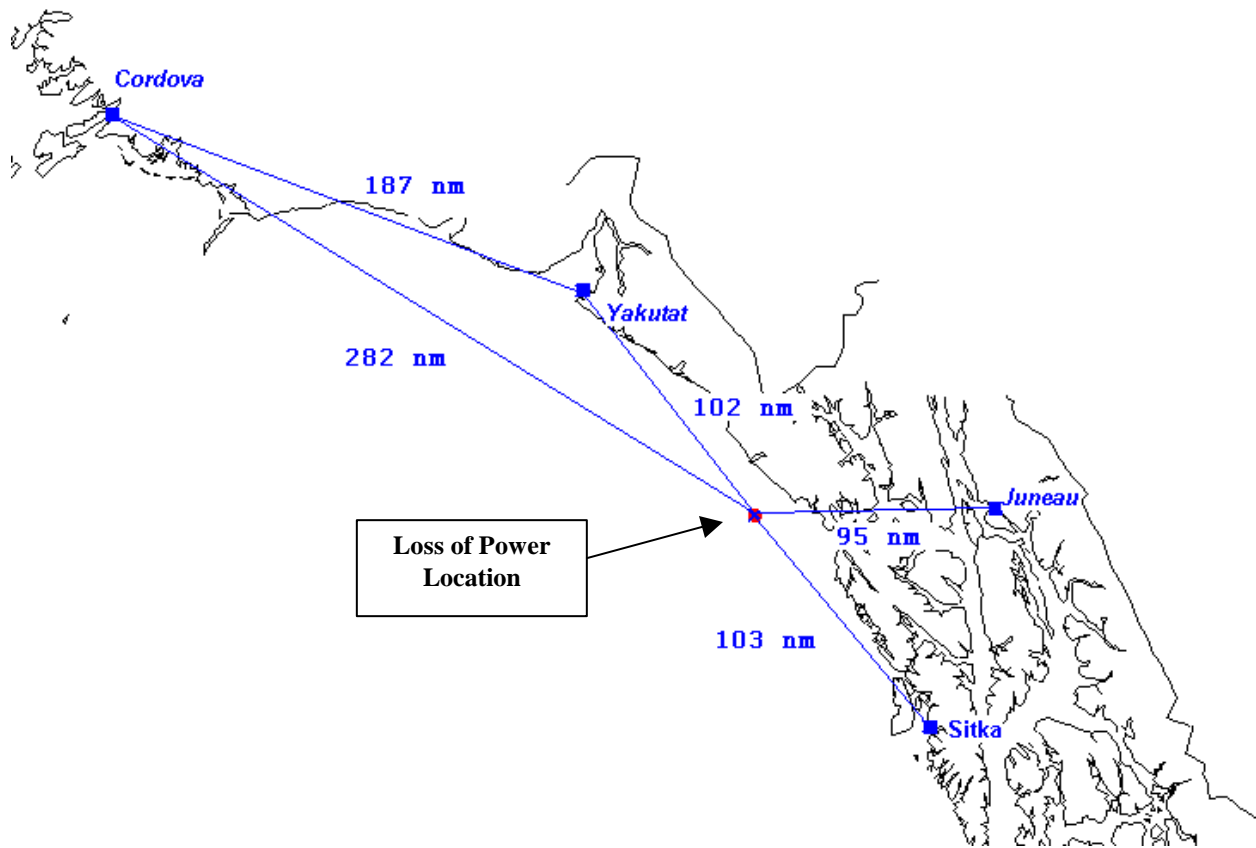 Cordova
187 nm
Yakutat
282 nm
102 nm
Juneau
95 nm
Loss of Power
Location
103 nm
Sitka